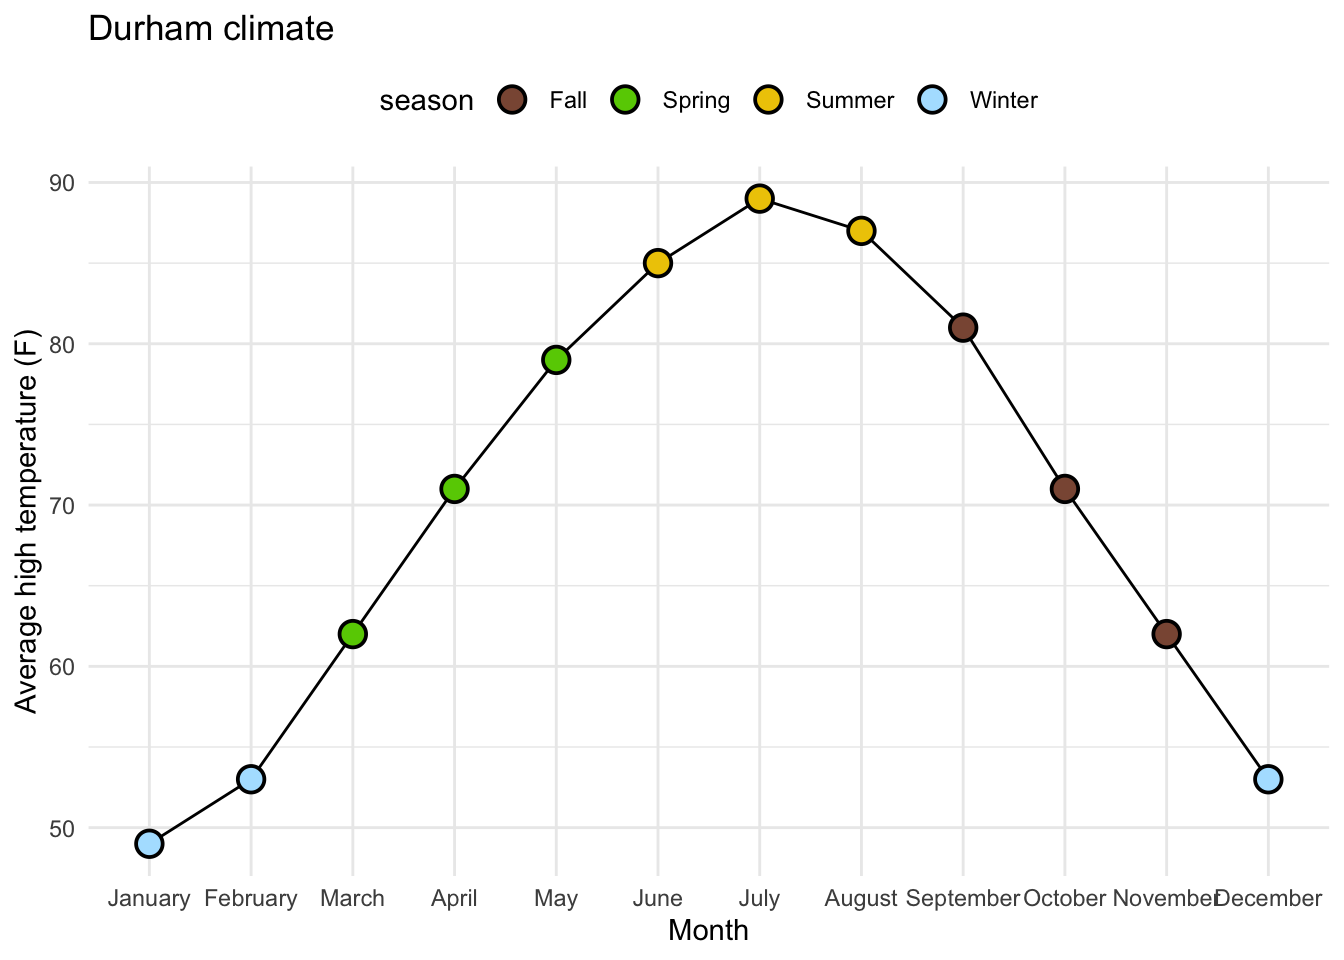 Durham climate
season Fall Spring Summer Winter
90
80
70
60
50
Average high temperature (F)
January February March April May June July August September October November December
Month